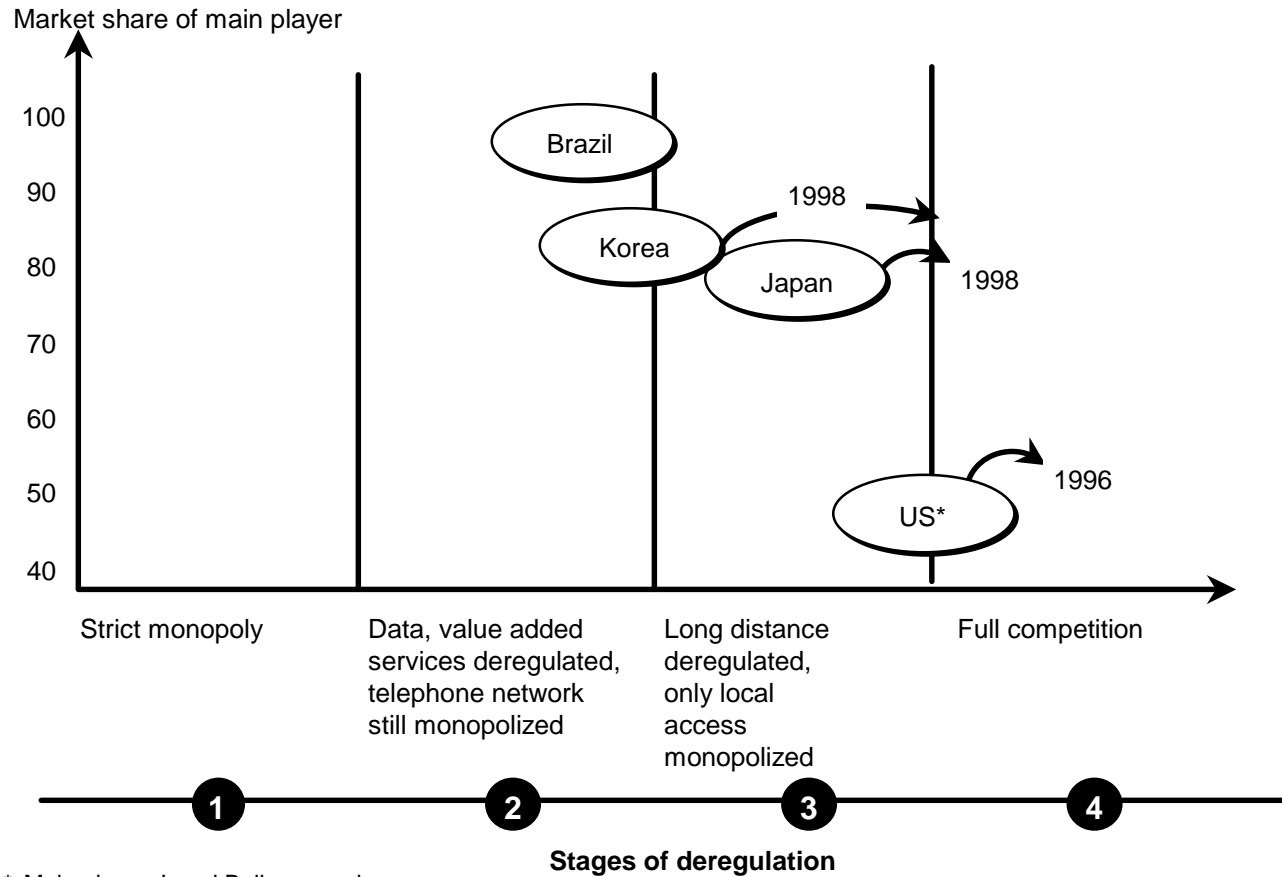 Market share of main player
100
90
80
70
60
50
40
Brazil
Korea
1998
Japan
1998
US*
1996
Strict monopoly
Data, value added
services deregulated,
telephone network
still monopolized
Long distance
deregulated,
only local
access
monopolized
Full competition
1
2
3
4
Stages of deregulation